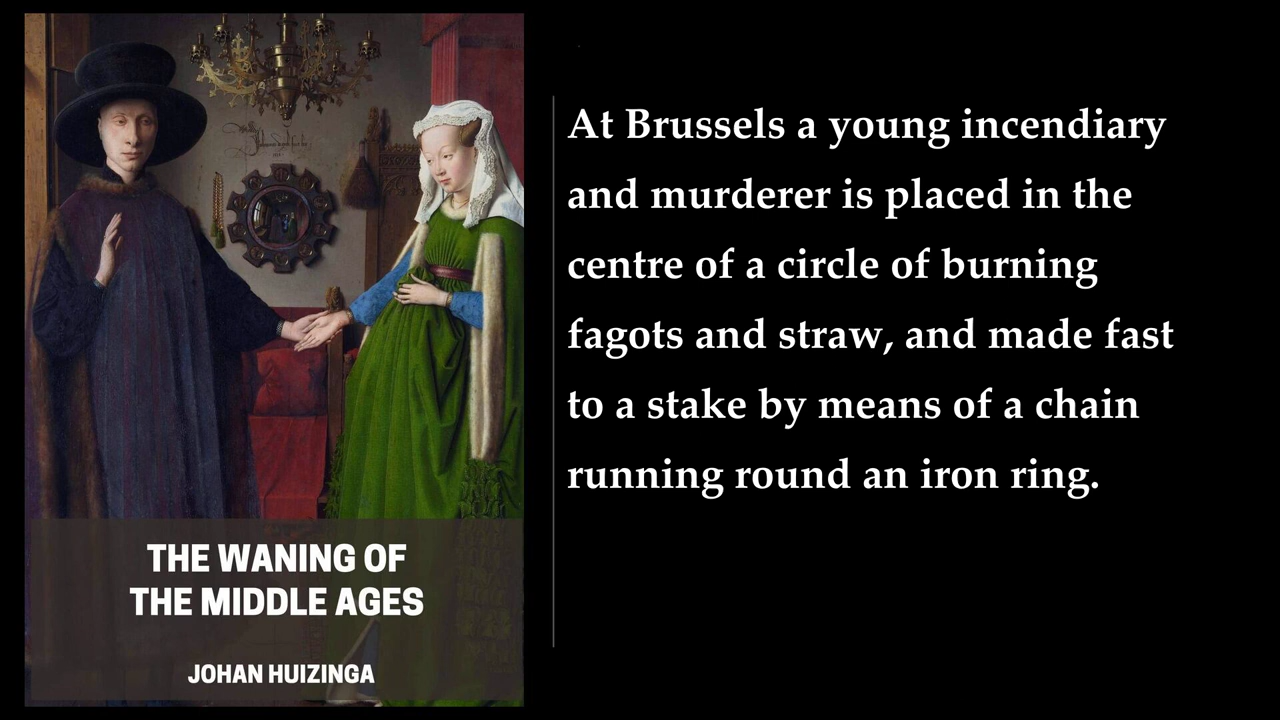 THE WANING OF
THE MIDDLE AGES
JOHAN HUIZINGA
At Brussels a young incendiary
and murderer is placed in the
centre of a circle of burning
fagots and straw, and made fast
to a stake by means of a chain
running round an iron ring.